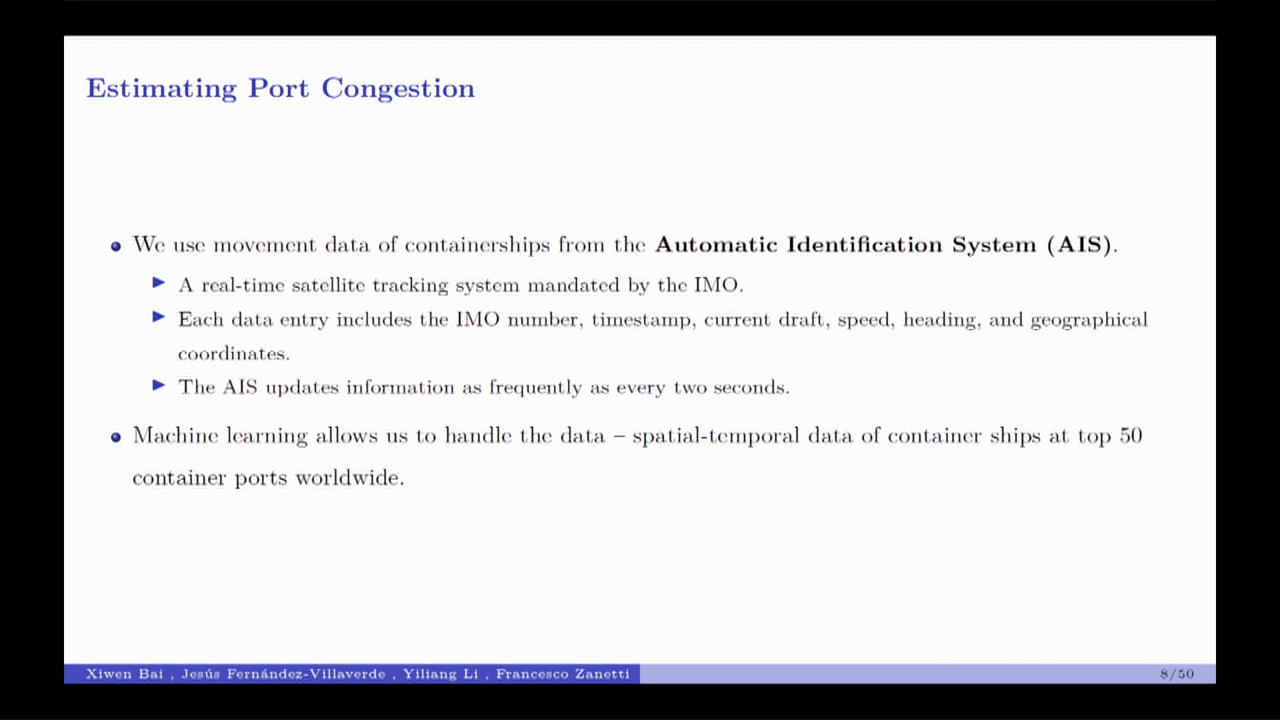 Estimating Port Congestion
We use movement data of containerships from the Automatic Identification System (AIS).
A real-time satellite tracking system mandated by the IMO.
Each data entry includes the IMO number, timestamp, current draft, speed, heading, and geographical
coordinates.
The AIS updates information as frequently as every two seconds.
Machine learning allows us to handle the data – spatial-temporal data of container ships at top 50
container ports worldwide.
Xiwen Bai , Jesús Fernández-Villaverde , Yiliang Li , Francesco Zanetti
8/50